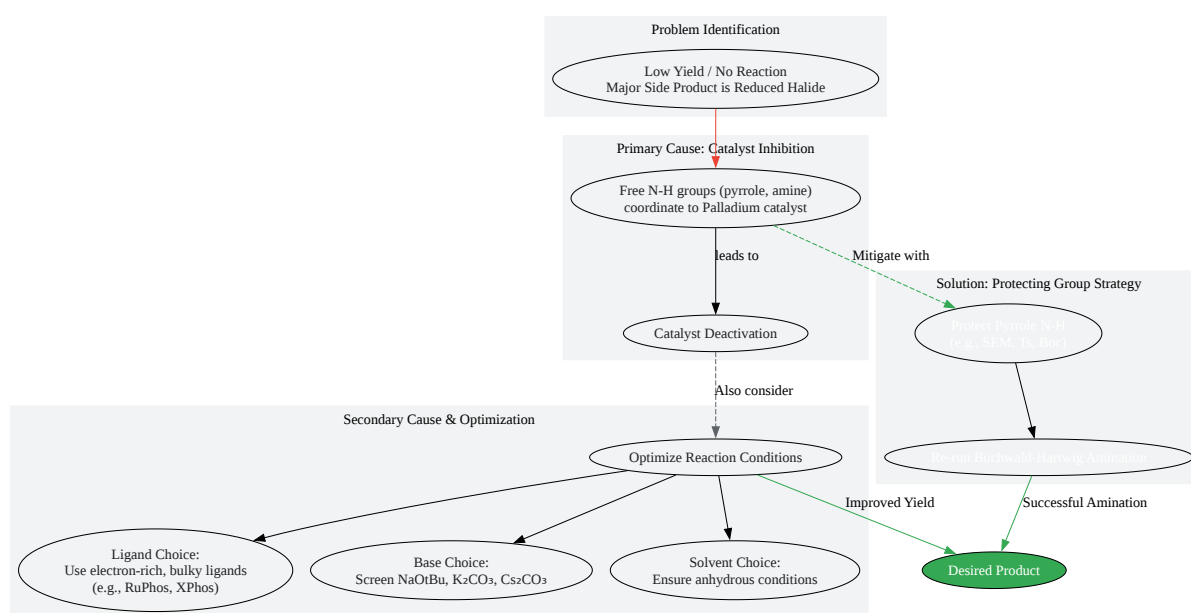 Problem Identification
Low Yield / No Reaction
Major Side Product is Reduced Halide
Primary Cause: Catalyst Inhibition
Free N-H groups (pyrrole, amine)
coordinate to Palladium catalyst
leads to
Mitigate with
Solution: Protecting Group Strategy
Protect Pyrrole N-H
(e.g., SEM, Ts, Boc)
Catalyst Deactivation
Also consider
Secondary Cause & Optimization
Optimize Reaction Conditions
Re-run Buchwald-Hartwig Amination
Improved Yield
Successful Amination
Ligand Choice:
Use electron-rich, bulky ligands
(e.g., RuPhos, XPhos)
Base Choice:
Screen NaOtBu, K₂CO₃, Cs₂CO₃
Solvent Choice:
Ensure anhydrous conditions
Desired Product